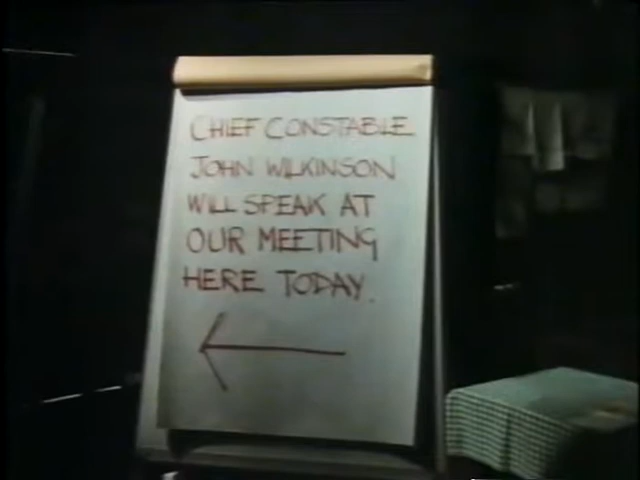 CHIEF CONSTABLE
JOHN WILKINSON
WILL SPEAK AT
OUR MEETING
HERE TODAY.